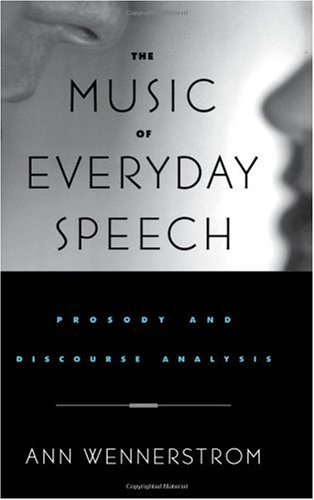 THE
MUSIC
OF
EVERYDAY
SPEECH
PROSODY AND
DISCOURSE ANALYSIS
ANN WENNERSTROM